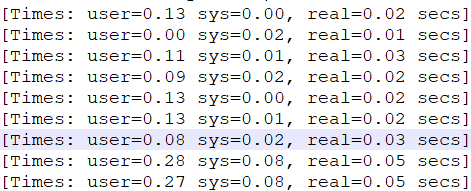 [Times: user=0.13 sys=0.00, real=0.02 secs]
[Times: user=0.00 sys=0.02, real=0.01 secs]
[Times: user=0.11 sys=0.01, real=0.03 secs]
[Times: user=0.09 sys=0.02, real=0.02 secs]
[Times: user=0.13 sys=0.00, real=0.02 secs]
[Times: user=0.13 sys=0.01, real=0.02 secs]
[Times: user=0.08 sys=0.02, real=0.03 secs]
[Times: user=0.28 sys=0.08, real=0.05 secs]
[Times: user=0.27 sys=0.08, real=0.05 secs]